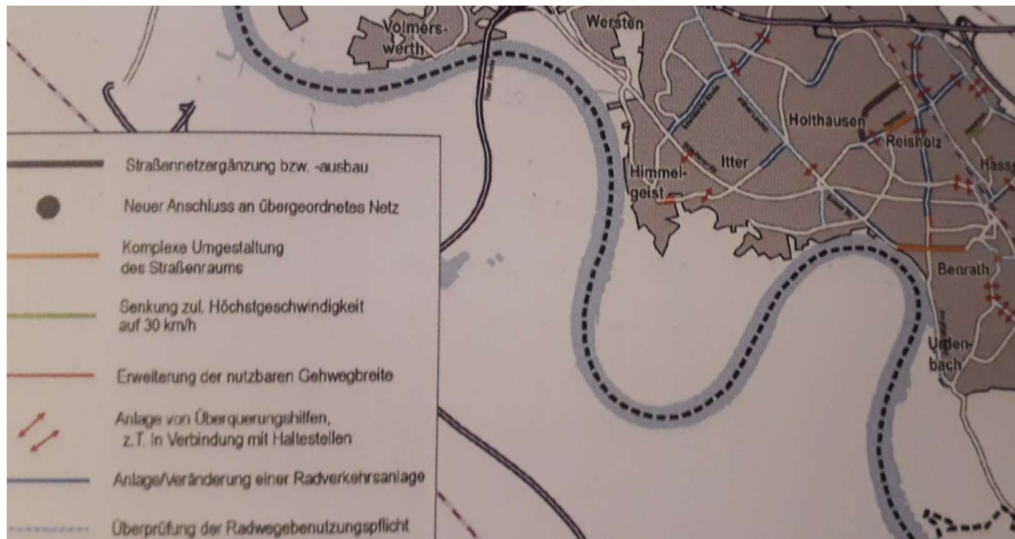 Volmers-
werth
Wersten
Holthausen
Reisholz
Itter
Himmel-
geist
Benrath
Urden-
bach
Straßennetzergänzung bzw. -ausbau
Neuer Anschluss an übergeordnetes Netz
Komplexe Umgestaltung
des Straßenraums
Senkung zul. Höchstgeschwindigkeit
auf 30 km/h
Erweiterung der nutzbaren Gehwegbreite
Anlage von Überquerungshilfen,
z.T. in Verbindung mit Haltestellen
Anlage/Veränderung einer Radverkehrsanlage
Überprüfung der Radwegebenutzungspflicht